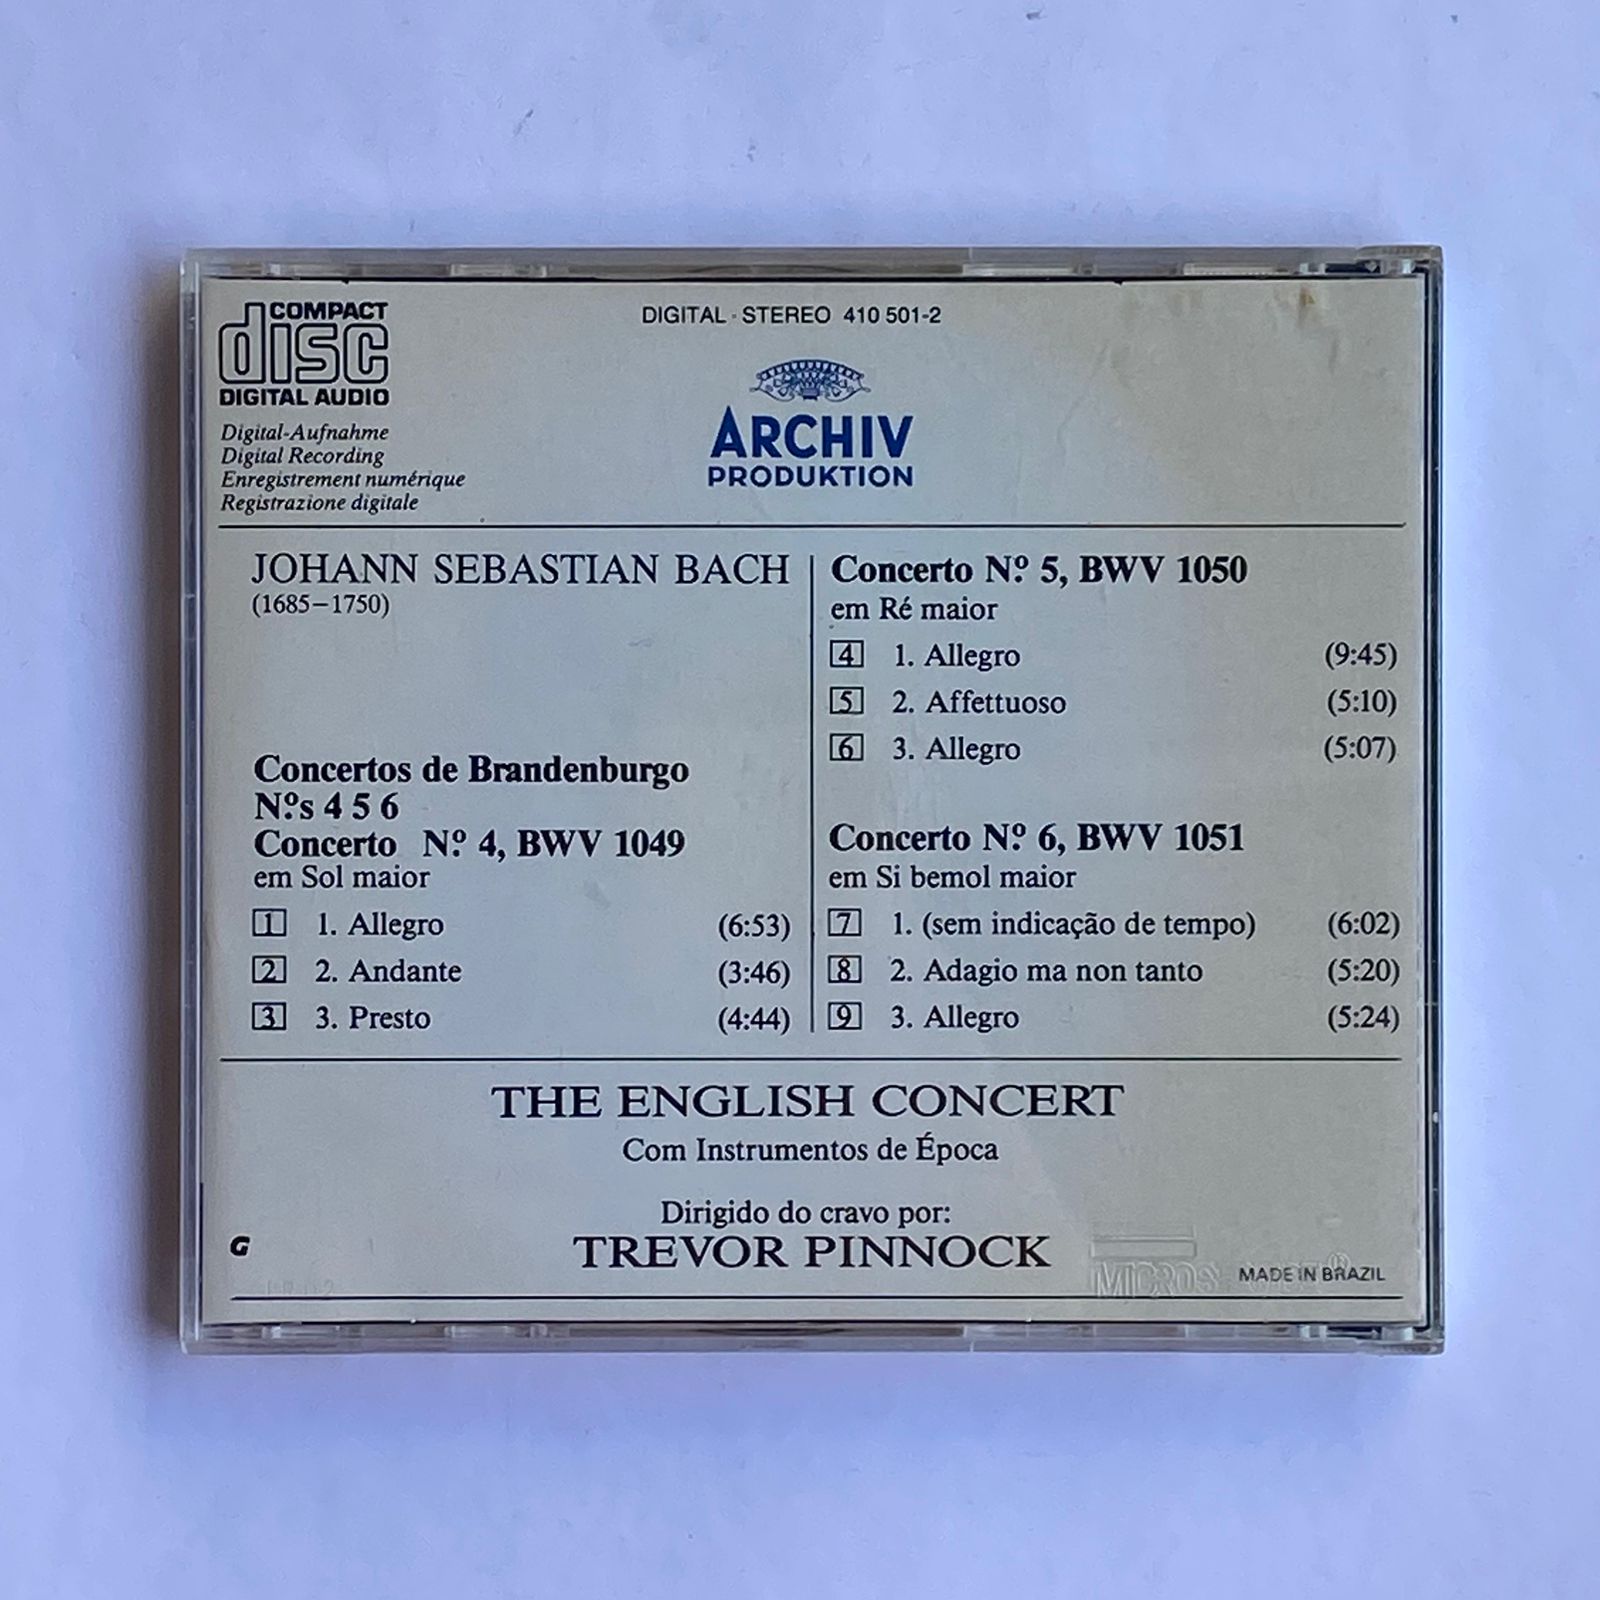 COMPACT
disc
DIGITAL AUDIO
Digital-Aufnahme
Digital Recording
Enregistrement numérique
Registrazione digitale
DIGITAL · STEREO 410 501-2
ARCHIV
PRODUKTION
JOHANN SEBASTIAN BACH
(1685–1750)
Concertos de Brandenburgo
N.ºs 4 5 6
Concerto N.º 4, BWV 1049
em Sol maior
1 1. Allegro (6:53)
2 2. Andante (3:46)
3 3. Presto (4:44)
Concerto N.º 5, BWV 1050
em Ré maior
4 1. Allegro (9:45)
5 2. Affettuoso (5:10)
6 3. Allegro (5:07)
Concerto N.º 6, BWV 1051
em Si bemol maior
7 1. (sem indicação de tempo) (6:02)
8 2. Adagio ma non tanto (5:20)
9 3. Allegro (5:24)
THE ENGLISH CONCERT
Com Instrumentos de Época
Dirigido do cravo por:
TREVOR PINNOCK
G
MADE IN BRAZIL